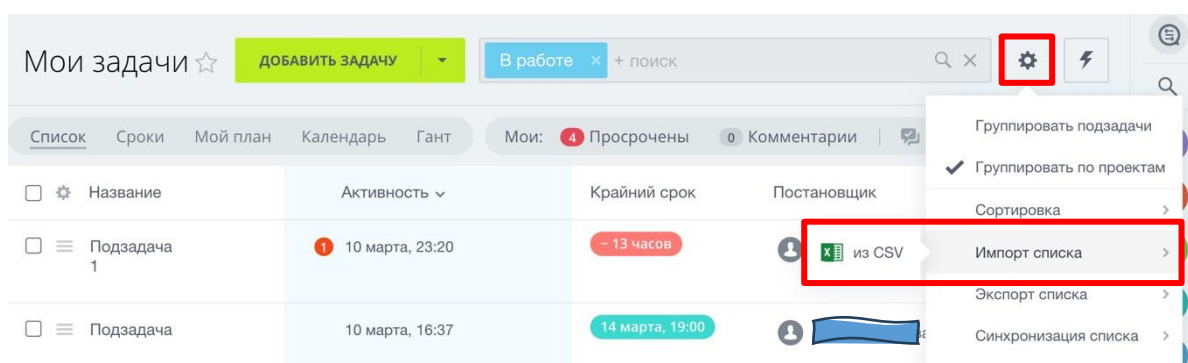 Мои задачи ДОБАВИТЬ ЗАДАЧУ В работе × + поиск
Список Сроки Мой план Календарь Гант Мои: 4 Просрочены 0 Комментарии
Группировать подзадачи
Группировать по проектам
Название Активность Крайний срок Постановщик
Сортировка
Подзадача
1
1 10 марта, 23:20 − 13 часов из CSV Импорт списка
Экспорт списка
Подзадача 10 марта, 16:37 14 марта, 19:00
Синхронизация списка